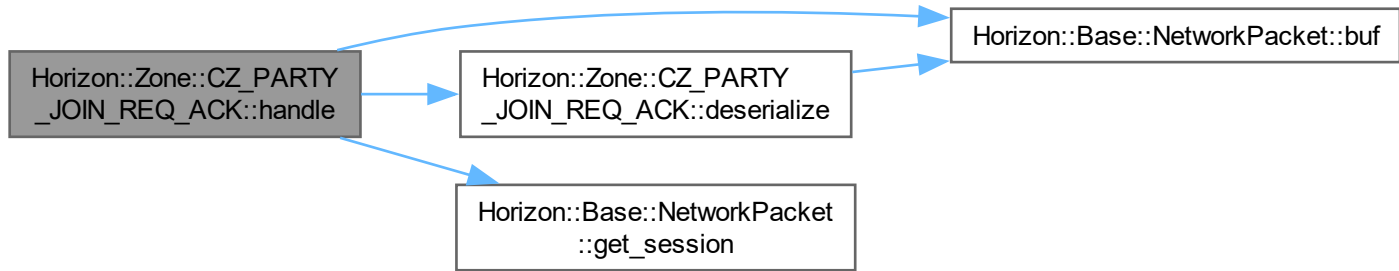 Horizon::Zone::CZ_PARTY
_JOIN_REQ_ACK::handle
Horizon::Base::NetworkPacket::buf
Horizon::Zone::CZ_PARTY
_JOIN_REQ_ACK::deserialize
Horizon::Base::NetworkPacket
::get_session